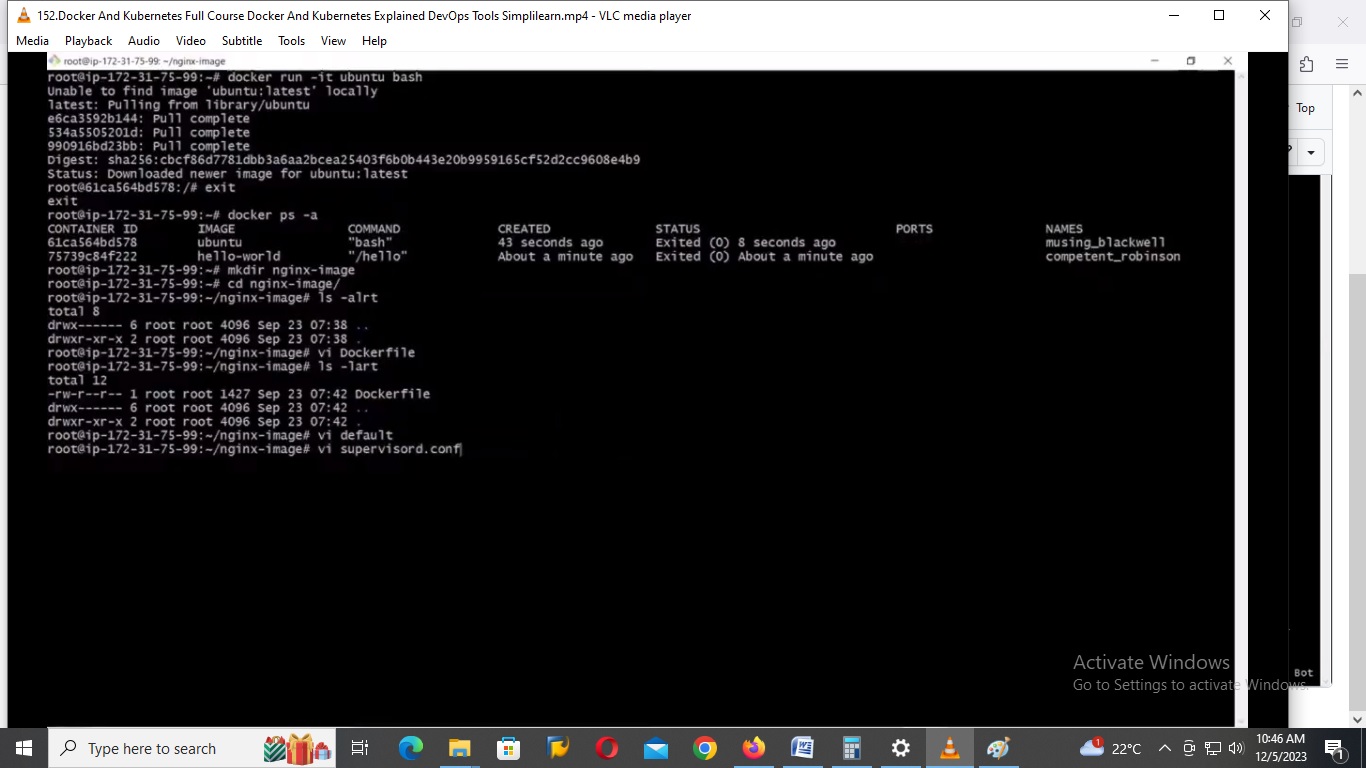 152.Docker And Kubernetes Full Course Docker And Kubernetes Explained DevOps Tools Simplilearn.mp4 - VLC media player
Media Playback Audio Video Subtitle Tools View Help
root@ip-172-31-75-99: ~/nginx-image
root@ip-172-31-75-99:~# docker run -it ubuntu bash
Unable to find image 'ubuntu:latest' locally
latest: Pulling from library/ubuntu
e6ca3592b144: Pull complete
534a5505201d: Pull complete
990916bd23bb: Pull complete
Digest: sha256:cbcf86d7781dbb3a6aa2bcea25403f6b0b443e20b9959165cf52d2cc9608e4b9
Status: Downloaded newer image for ubuntu:latest
root@61ca564bd578:/# exit
exit
root@ip-172-31-75-99:~# docker ps -a
CONTAINER ID IMAGE COMMAND CREATED STATUS PORTS NAMES
61ca564bd578 ubuntu "bash" 43 seconds ago Exited (0) 8 seconds ago musing_blackwell
75739c84f222 hello-world "/hello" About a minute ago Exited (0) About a minute ago competent_robinson
root@ip-172-31-75-99:~# mkdir nginx-image
root@ip-172-31-75-99:~# cd nginx-image/
root@ip-172-31-75-99:~/nginx-image# ls -alrt
total 8
drwx------ 6 root root 4096 Sep 23 07:38 ..
drwxr-xr-x 2 root root 4096 Sep 23 07:38 .
root@ip-172-31-75-99:~/nginx-image# vi Dockerfile
root@ip-172-31-75-99:~/nginx-image# ls -lart
total 12
-rw-r--r-- 1 root root 1427 Sep 23 07:42 Dockerfile
drwx------ 6 root root 4096 Sep 23 07:42 ..
drwxr-xr-x 2 root root 4096 Sep 23 07:42 .
root@ip-172-31-75-99:~/nginx-image# vi default
root@ip-172-31-75-99:~/nginx-image# vi supervisord.conf
Top
?
Bot
Activate Windows
Go to Settings to activate Windows.
Type here to search
1
22°C
10:46 AM
12/5/2023
1